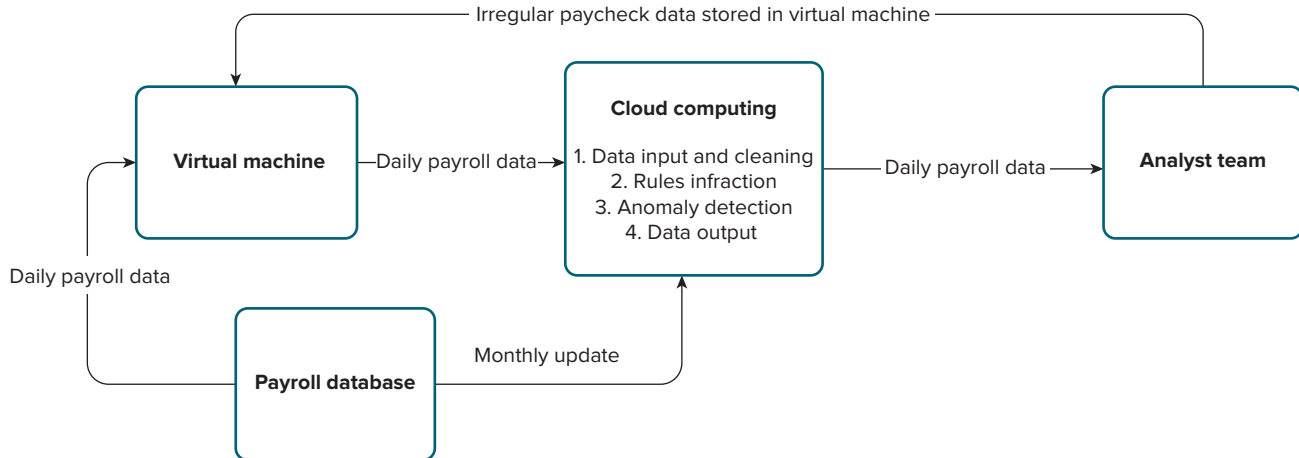 Irregular paycheck data stored in virtual machine
Virtual machine
Daily payroll data
Cloud computing
1. Data input and cleaning
2. Rules infraction
3. Anomaly detection
4. Data output
Daily payroll data
Analyst team
Daily payroll data
Payroll database
Monthly update